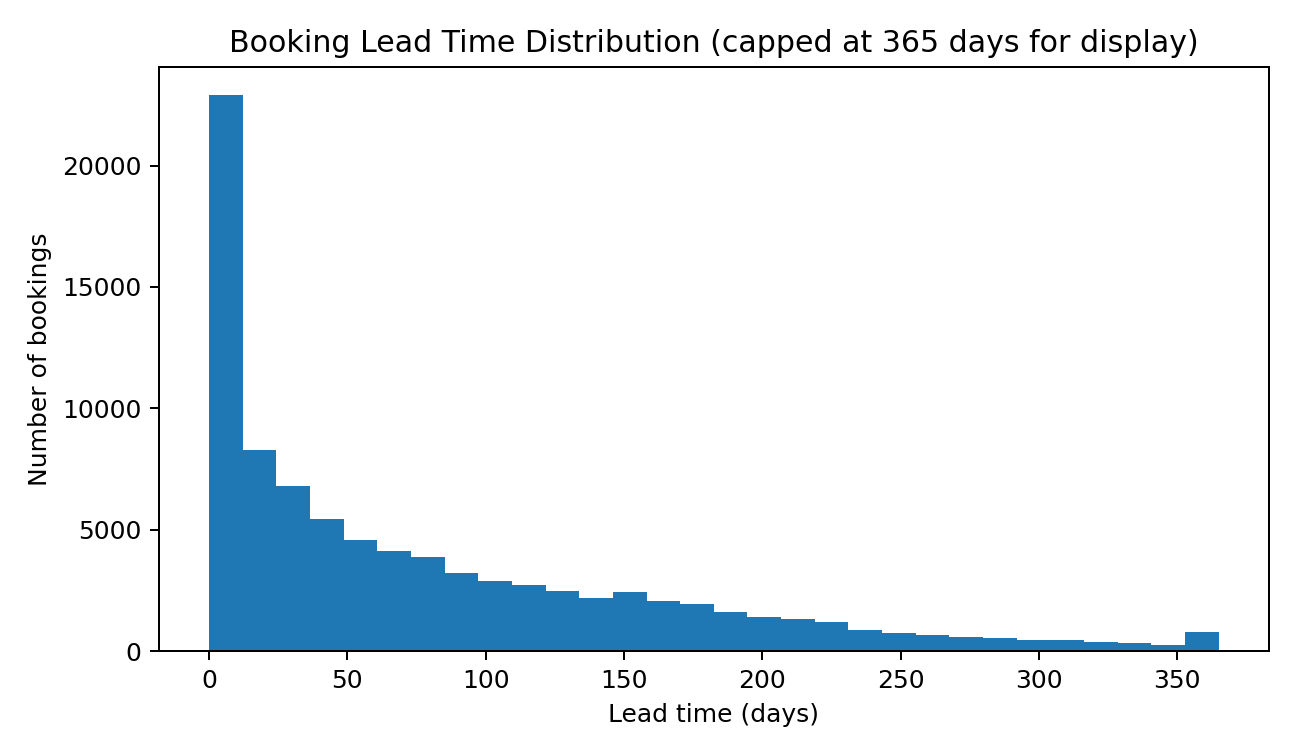 Booking Lead Time Distribution (capped at 365 days for display)
Number of bookings
20000
15000
10000
5000
0
0 50 100 150 200 250 300 350
Lead time (days)